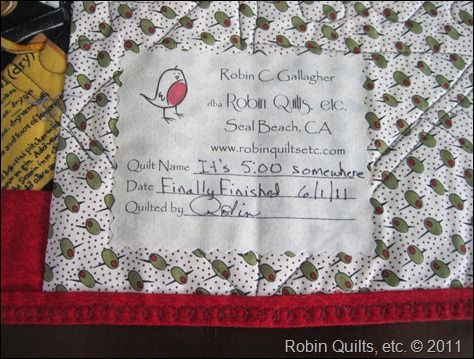 (dry)
Robin C. Gallagher
dba Robin Quilts, etc.
Seal Beach, CA
www.robinquiltsetc.com
Quilt Name It's 5:00 somewhere
Date Finally Finished 6/1/11
Quilted by Robin
Robin Quilts, etc. © 2011